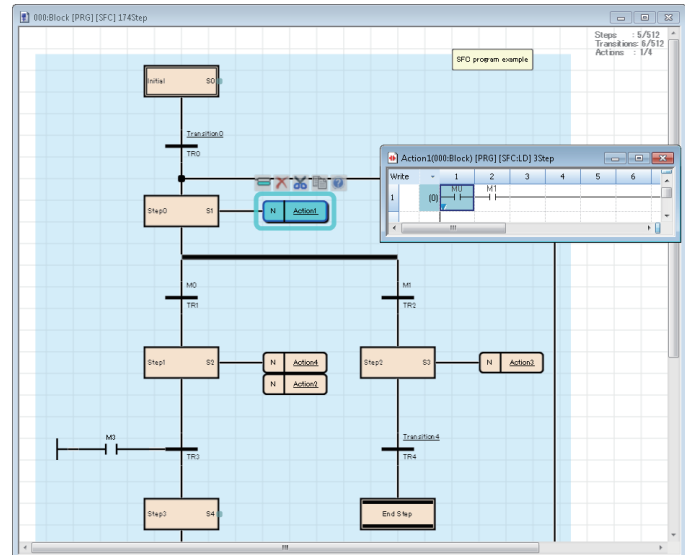 000:Block [PRG] [SFC] 174Step
Steps : 5/512
Transitions: 6/512
Actions : 1/4
SFC program example
Initial S0
Transition0
TR0
Action1(000:Block) [PRG] [SFC:LD] 3Step
Write 1 2 3 4 5 6
M0 M1
1 (0)
Step0 S1 N Action1
M0 M1
TR1 TR2
Step1 S2 N Action4
N Action2
Step2 S3 N Action3
M3
TR3
Transition4
TR4
Step3 S4
End Step